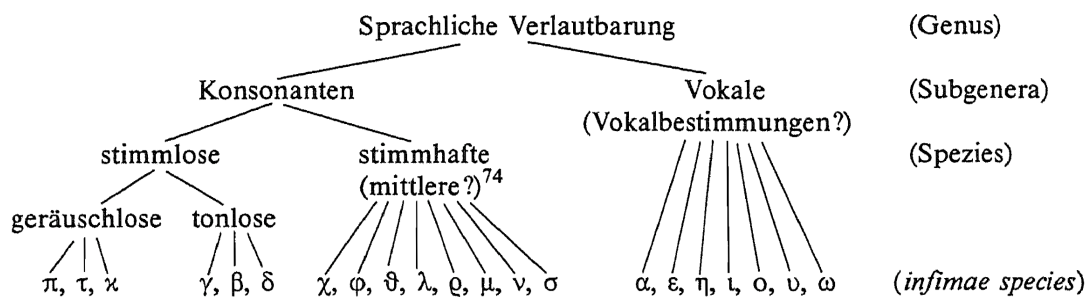 Sprachliche Verlautbarung (Genus)
Konsonanten Vokale (Subgenera)
(Vokalbestimmungen?)
stimmlose stimmhafte (Spezies)
(mittlere?)⁷⁴
geräuschlose tonlose
π, τ, ϰ γ, β, δ χ, φ, ϑ, λ, ϱ, μ, ν, σ α, ε, η, ι, ο, υ, ω (infimae species)